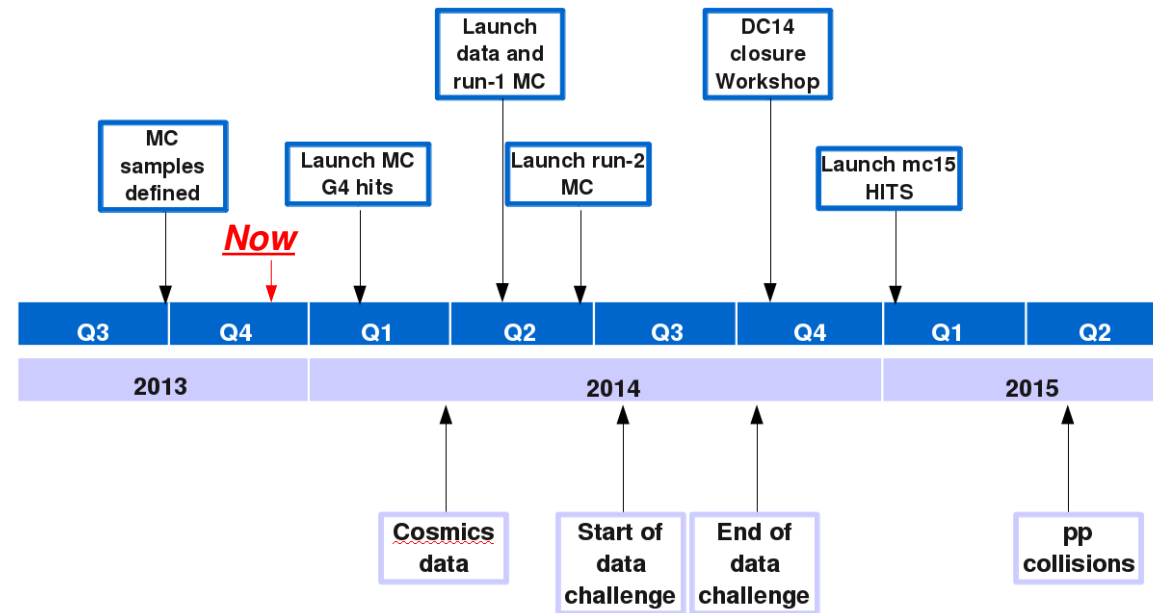 Launch
data and
run-1 MC
DC14
closure
Workshop
MC
samples
defined
Launch MC
G4 hits
Launch run-2
MC
Launch mc15
HITS
Now
Q3
Q4
Q1
Q2
Q3
Q4
Q1
Q2
2013
2014
2015
Cosmics
data
Start of
data
challenge
End of
data
challenge
pp
collisions